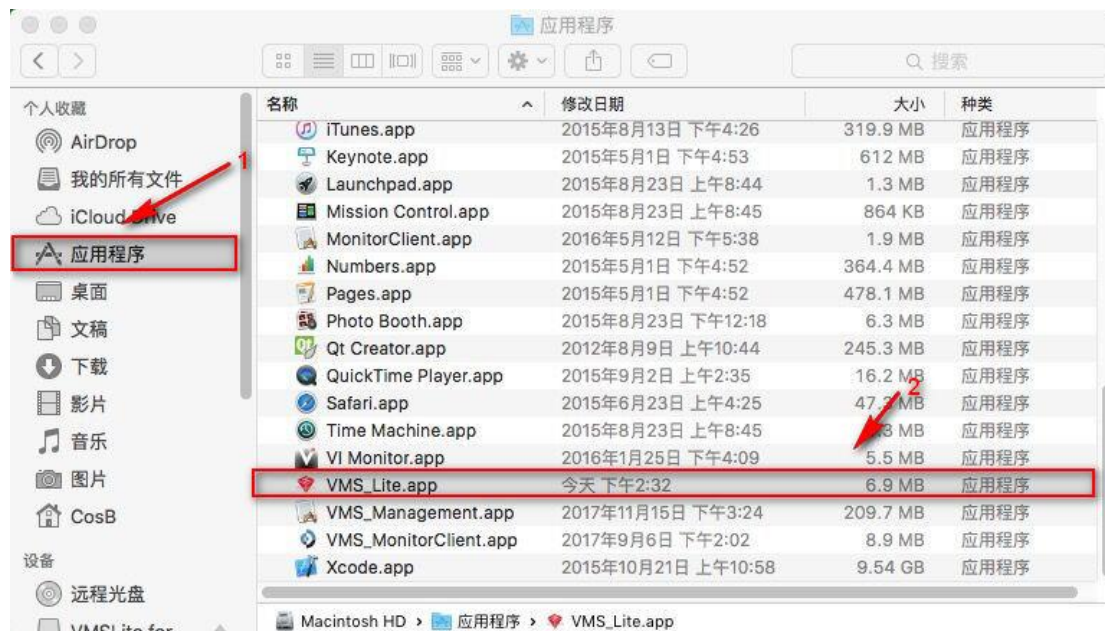 应用程序
搜索
个人收藏
AirDrop
我的所有文件
iCloud Drive
应用程序
桌面
文稿
下载
影片
音乐
图片
CosB
设备
远程光盘
1
名称 修改日期 大小 种类
iTunes.app 2015年8月13日 下午4:26 319.9 MB 应用程序
Keynote.app 2015年5月1日 下午4:53 612 MB 应用程序
Launchpad.app 2015年8月23日 上午8:44 1.3 MB 应用程序
Mission Control.app 2015年8月23日 上午8:45 864 KB 应用程序
MonitorClient.app 2016年5月12日 下午5:38 1.9 MB 应用程序
Numbers.app 2015年5月1日 下午4:52 364.4 MB 应用程序
Pages.app 2015年5月1日 下午4:52 478.1 MB 应用程序
Photo Booth.app 2015年8月23日 下午12:18 6.3 MB 应用程序
Qt Creator.app 2012年8月9日 上午10:44 245.3 MB 应用程序
QuickTime Player.app 2015年9月2日 上午2:35 16.2 MB 应用程序
2
Safari.app 2015年6月23日 上午4:25 47.3 MB 应用程序
Time Machine.app 2015年8月23日 上午8:45 MB 应用程序
VI Monitor.app 2016年1月25日 下午4:09 5.5 MB 应用程序
VMS_Lite.app 今天 下午2:32 6.9 MB 应用程序
VMS_Management.app 2017年11月15日 下午3:24 209.7 MB 应用程序
VMS_MonitorClient.app 2017年9月6日 下午2:02 8.9 MB 应用程序
Xcode.app 2015年10月21日 上午10:58 9.54 GB 应用程序
Macintosh HD 应用程序 VMS_Lite.app